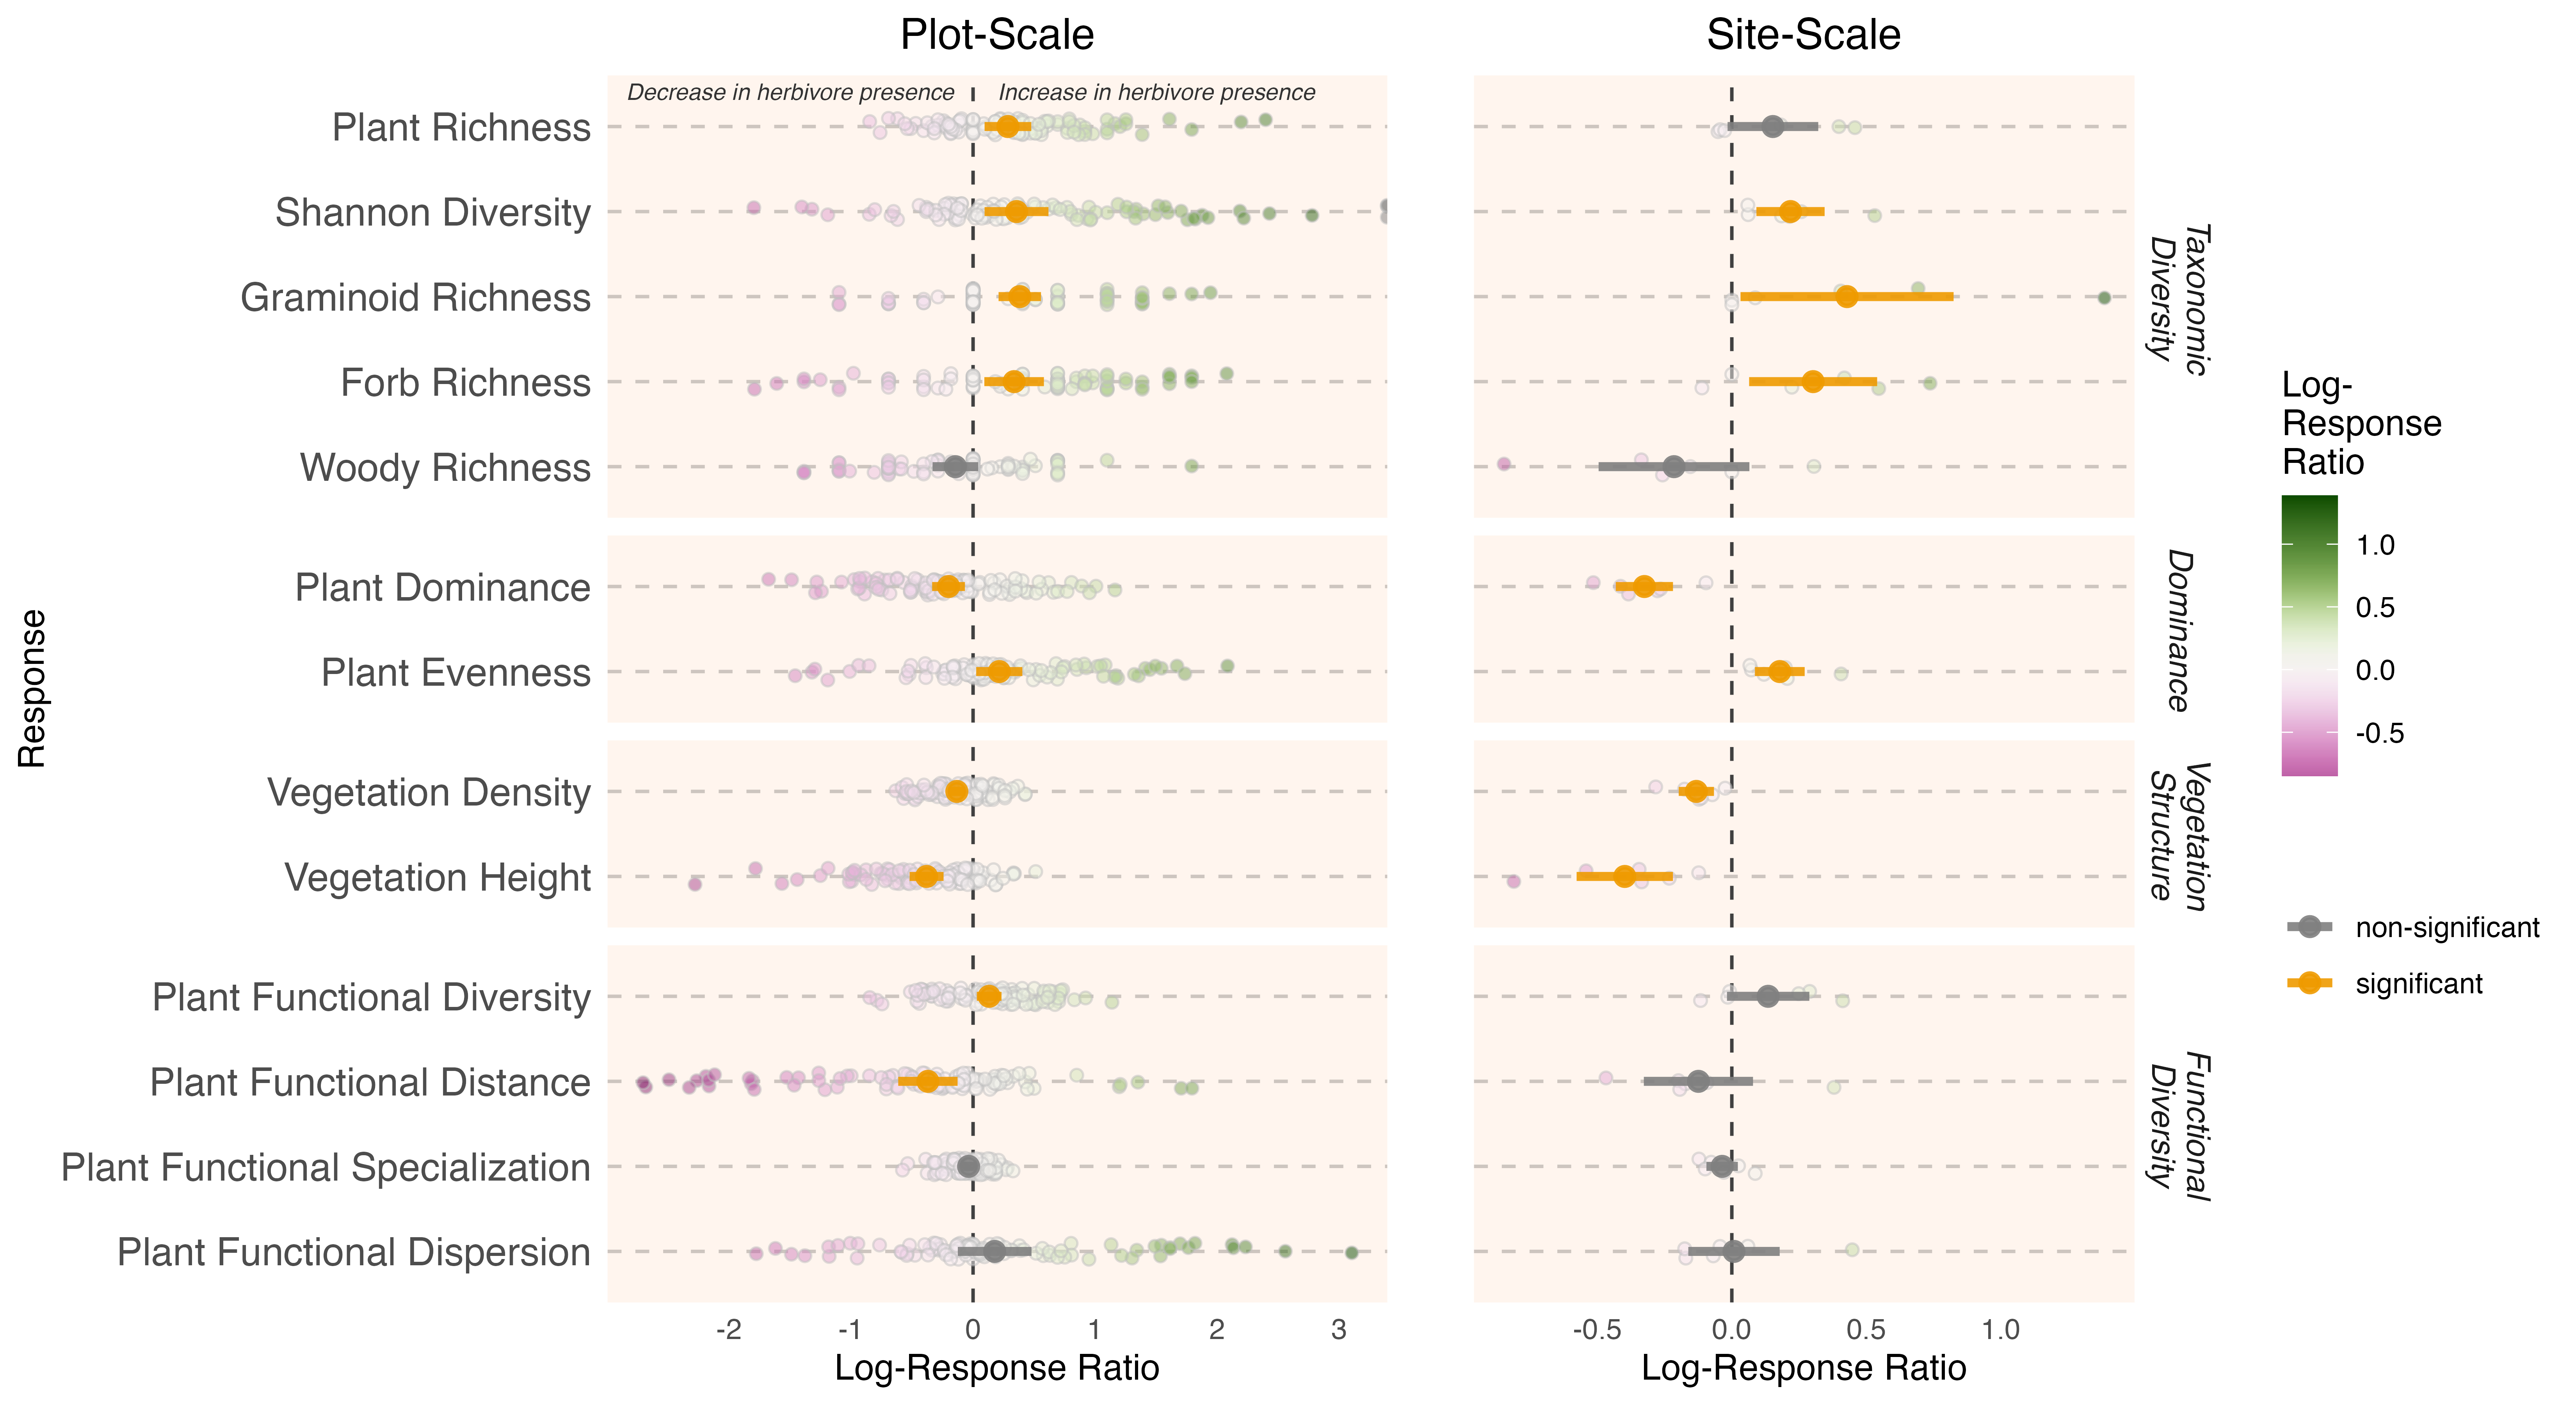 Plot-Scale
Site-Scale
Decrease in herbivore presence
Increase in herbivore presence
Response
Plant Richness
Shannon Diversity
Graminoid Richness
Forb Richness
Woody Richness
Plant Dominance
Plant Evenness
Vegetation Density
Vegetation Height
Plant Functional Diversity
Plant Functional Distance
Plant Functional Specialization
Plant Functional Dispersion
Taxonomic
Diversity
Dominance
Vegetation
Structure
Functional
Diversity
-2 -1 0 1 2 3
-0.5 0.0 0.5 1.0
Log-Response Ratio
Log-Response Ratio
Log-
Response
Ratio
1.0
0.5
0.0
-0.5
non-significant
significant